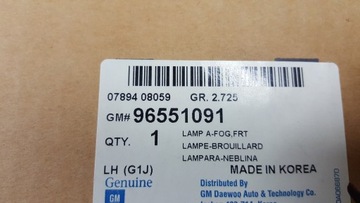 07894 08059 GR. 2.725
GM# 96551091
QTY. 1 LAMP A-FOG,FRT
LAMPE-BROUILLARD
LAMPARA-NEBLINA
LH (G1J) MADE IN KOREA
Genuine
GM
Distributed By
GM Daewoo Auto & Technology Co.